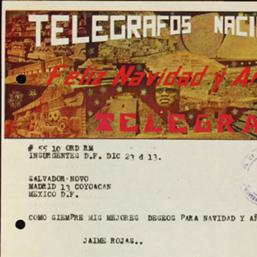 TELEGRAFOS NACI
Feliz Navidad y A
TELEGRA
# 55 10 ORD RM
INSURGENTES D.F. DIC 23 d 13.
SALVADOR-NOVO
MADRID 13 COYOACAN
MEXICO D.F.
COMO SIEMPRE MIS MEJORES DESEOS PARA NAVIDAD Y AÑ
JAIME ROJAS..